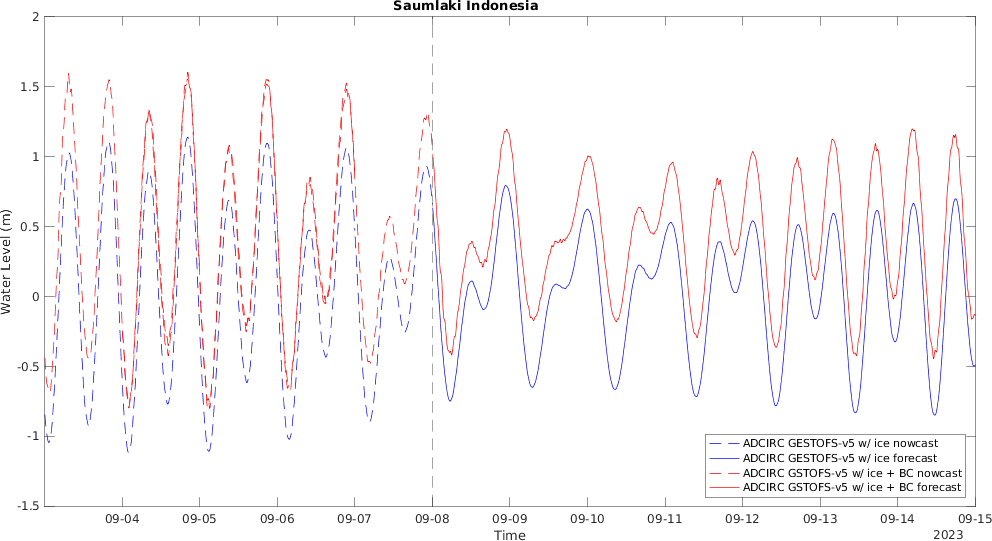 Saumlaki Indonesia
2
1.5
1
0.5
0
-0.5
-1
-1.5
Water Level (m)
ADCIRC GESTOFS-v5 w/ ice nowcast
ADCIRC GESTOFS-v5 w/ ice forecast
ADCIRC GSTOFS-v5 w/ ice + BC nowcast
ADCIRC GSTOFS-v5 w/ ice + BC forecast
09-04 09-05 09-06 09-07 09-08 09-09 09-10 09-11 09-12 09-13 09-14 09-15
Time
2023